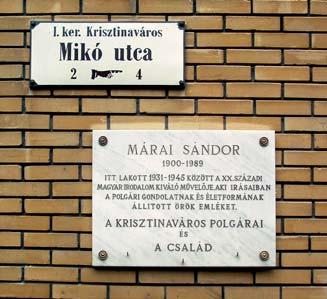 I. ker. Krisztinaváros
Mikó utca
2 4
MÁRAI SÁNDOR
1900-1989
ITT LAKOTT 1931-1945 KÖZÖTT A XX. SZÁZADI
MAGYAR IRODALOM KIVÁLÓ MŰVELŐJE, AKI ÍRÁSAIBAN
A POLGÁRI GONDOLATNAK ÉS ÉLETFORMÁNAK
ÁLLÍTOTT ÖRÖK EMLÉKET.
A KRISZTINAVÁROS POLGÁRAI
ÉS
A CSALÁD